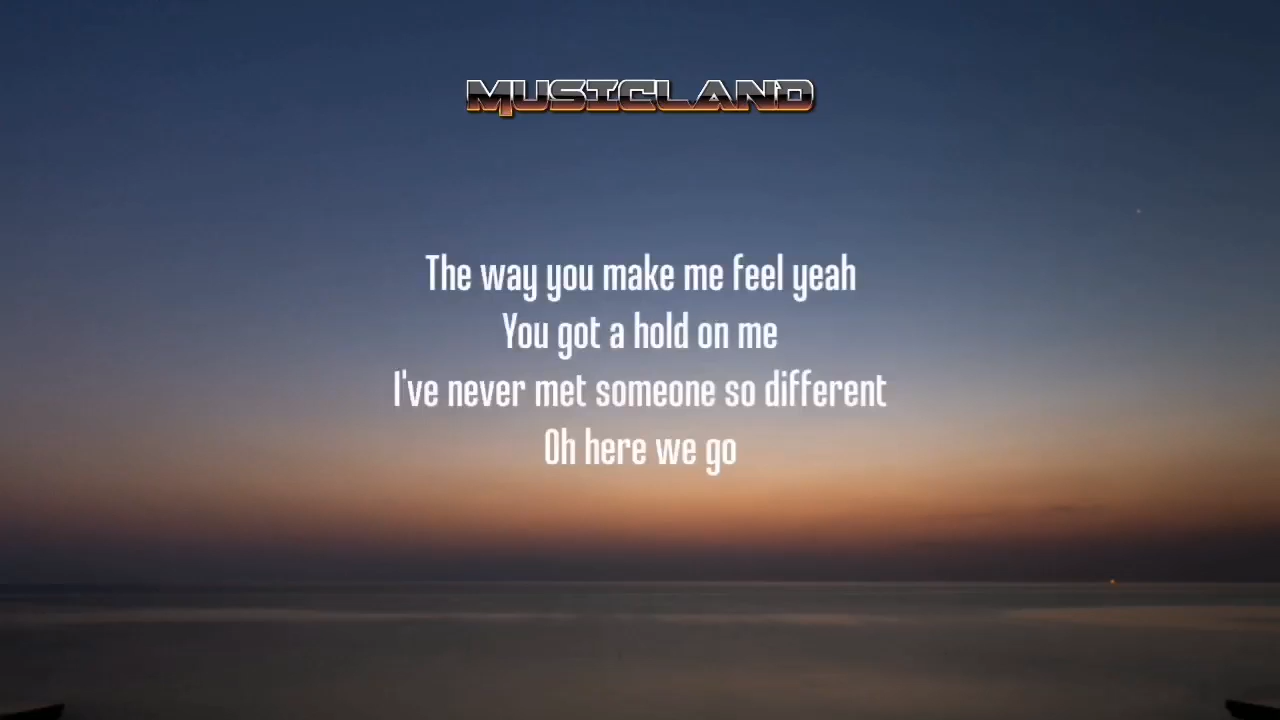 MUSICLAND
The way you make me feel yeah
You got a hold on me
I've never met someone so different
Oh here we go